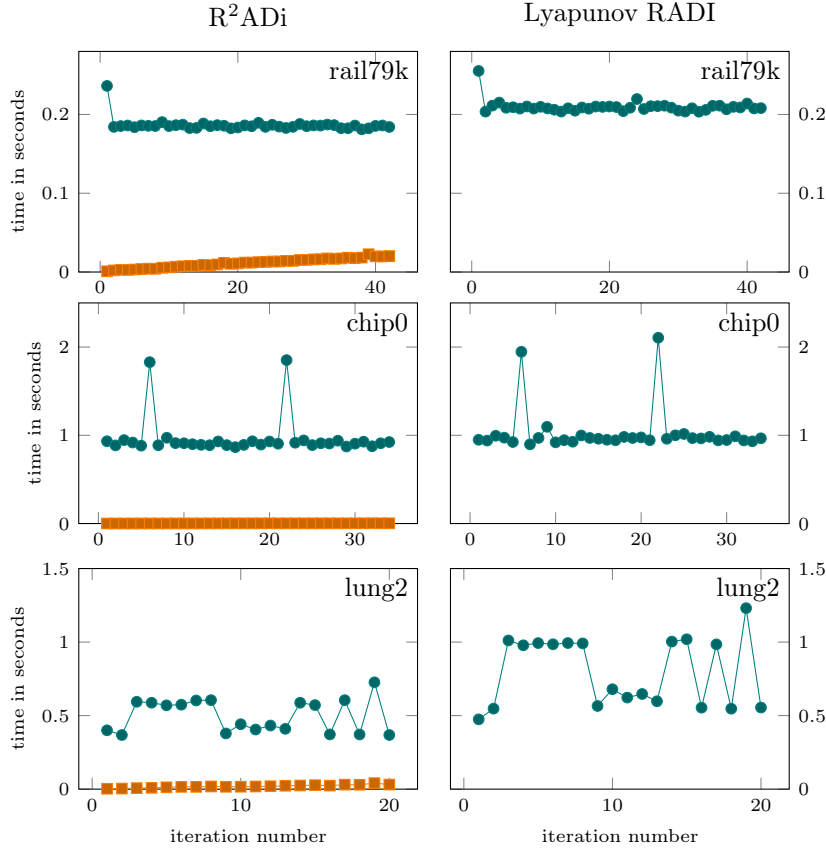 R²ADi
Lyapunov RADI
rail79k
rail79k
time in seconds
0.2
0.1
0
0.2
0.1
0
0 20 40
0 20 40
chip0
chip0
time in seconds
2
1
0
2
1
0
0 10 20 30
0 10 20 30
lung2
lung2
time in seconds
1.5
1
0.5
0
1.5
1
0.5
0
0 10 20
0 10 20
iteration number
iteration number